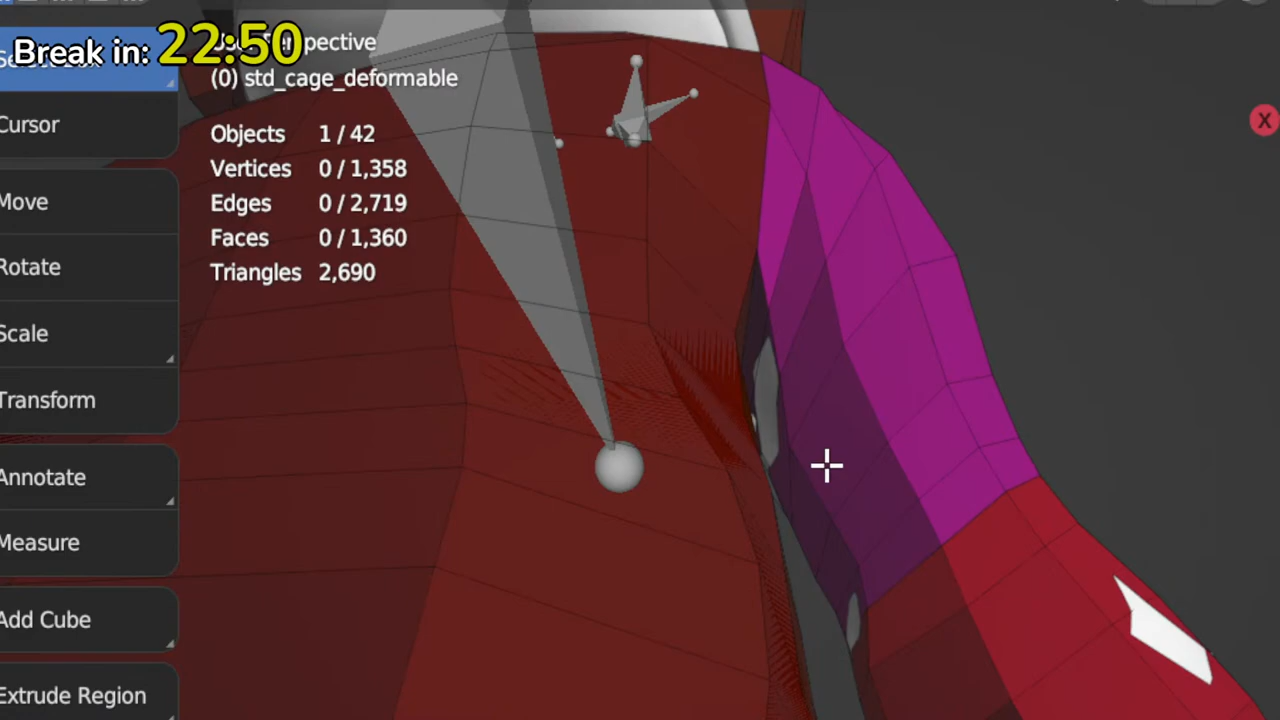 Break in: 22:50
Perspective
(0) std_cage_deformable
Objects 1 / 42
Vertices 0 / 1,358
Edges 0 / 2,719
Faces 0 / 1,360
Triangles 2,690
Cursor
Move
Rotate
Scale
Transform
Annotate
Measure
Add Cube
Extrude Region
X